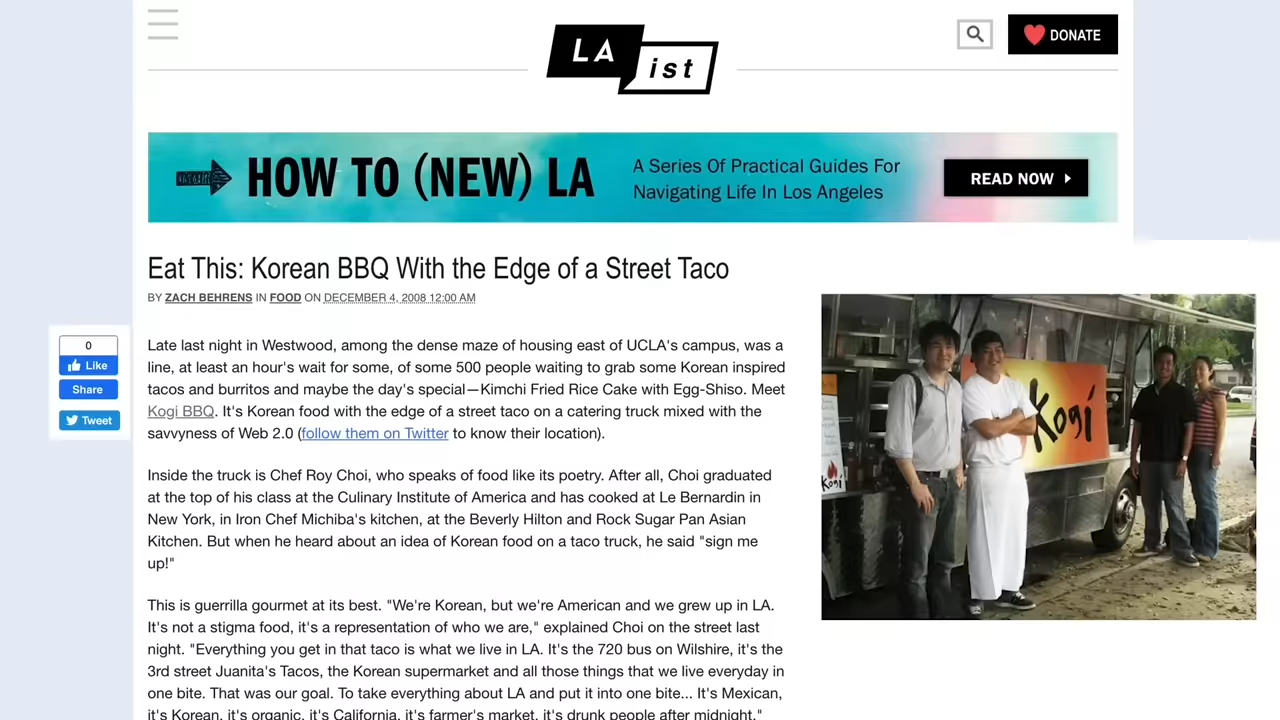 LA
ist
DONATE
HOW TO (NEW) LA
A Series Of Practical Guides For
Navigating Life In Los Angeles
READ NOW
Eat This: Korean BBQ With the Edge of a Street Taco
BY ZACH BEHRENS IN FOOD ON DECEMBER 4, 2008 12:00 AM
0
Like
Share
Tweet
Late last night in Westwood, among the dense maze of housing east of UCLA's campus, was a
line, at least an hour's wait for some, of some 500 people waiting to grab some Korean inspired
tacos and burritos and maybe the day's special—Kimchi Fried Rice Cake with Egg-Shiso. Meet
Kogi BBQ. It's Korean food with the edge of a street taco on a catering truck mixed with the
savvyness of Web 2.0 (follow them on Twitter to know their location).
Inside the truck is Chef Roy Choi, who speaks of food like its poetry. After all, Choi graduated
at the top of his class at the Culinary Institute of America and has cooked at Le Bernardin in
New York, in Iron Chef Michiba's kitchen, at the Beverly Hilton and Rock Sugar Pan Asian
Kitchen. But when he heard about an idea of Korean food on a taco truck, he said "sign me
up!"
This is guerrilla gourmet at its best. "We're Korean, but we're American and we grew up in LA.
It's not a stigma food, it's a representation of who we are," explained Choi on the street last
night. "Everything you get in that taco is what we live in LA. It's the 720 bus on Wilshire, it's the
3rd street Juanita's Tacos, the Korean supermarket and all those things that we live everyday in
one bite. That was our goal. To take everything about LA and put it into one bite... It's Mexican,
it's Korean, it's organic, it's California, it's farmer's market, it's drunk people after midnight."
Kogi
Kogi